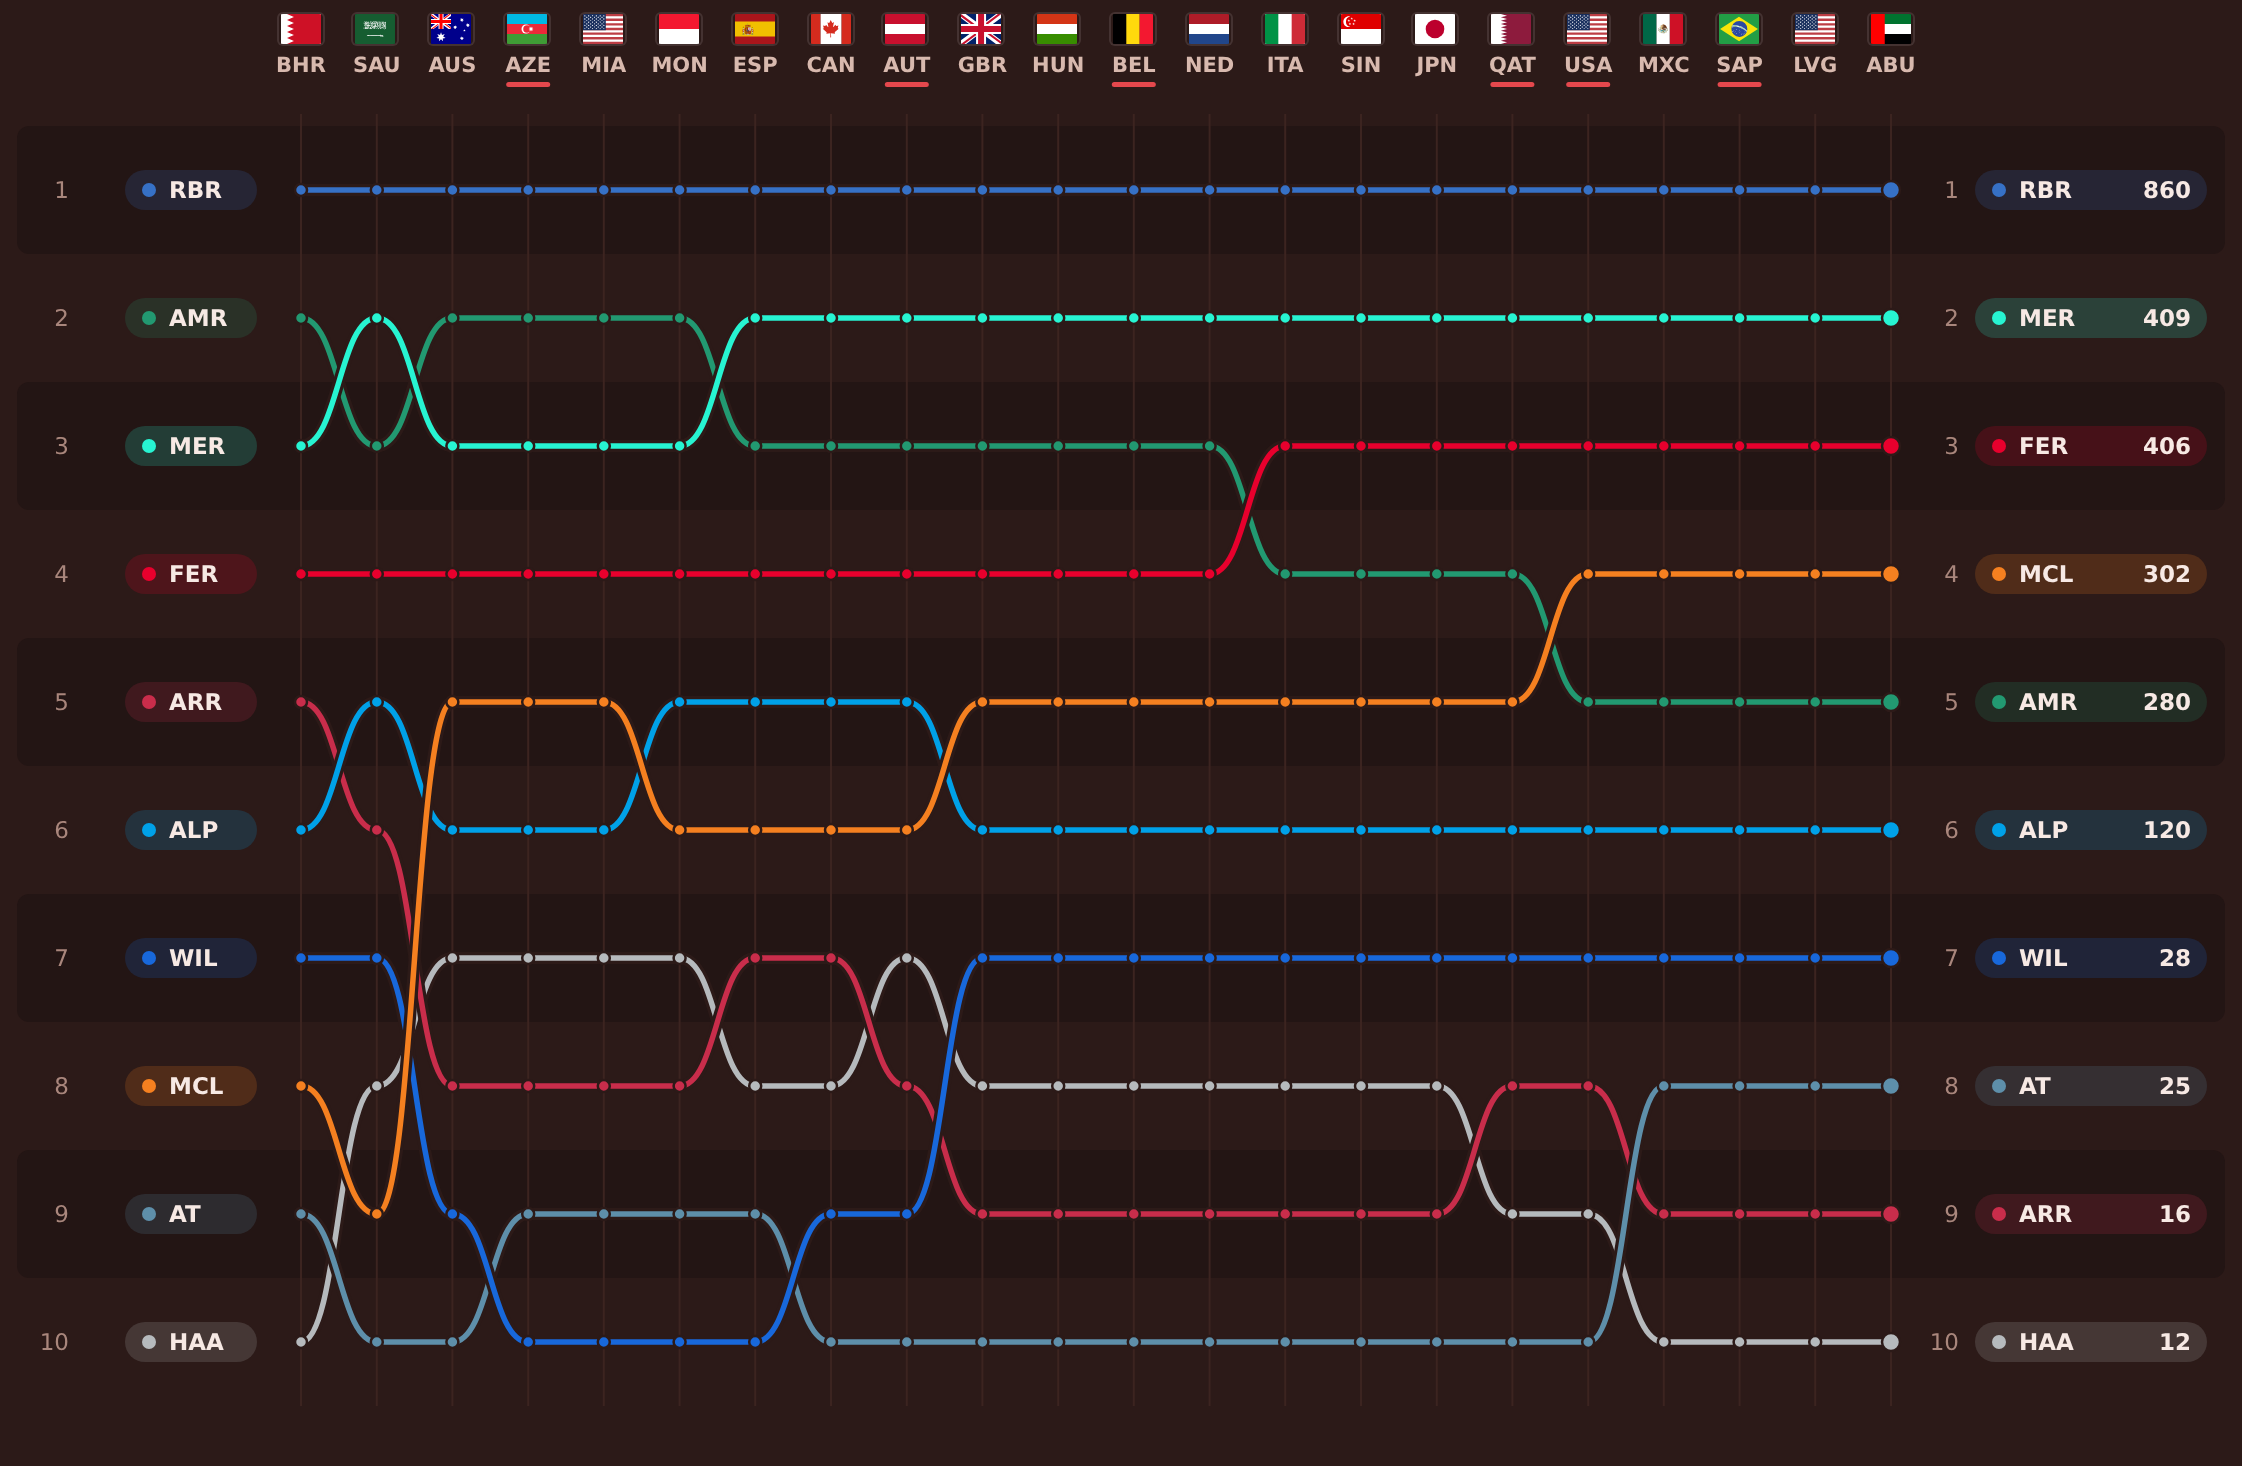 BHR SAU AUS AZE MIA MON ESP CAN AUT GBR HUN BEL NED ITA SIN JPN QAT USA MXC SAP LVG ABU
1 RBR 1 RBR 860
2 AMR 2 MER 409
3 MER 3 FER 406
4 FER 4 MCL 302
5 ARR 5 AMR 280
6 ALP 6 ALP 120
7 WIL 7 WIL 28
8 MCL 8 AT 25
9 AT 9 ARR 16
10 HAA 10 HAA 12